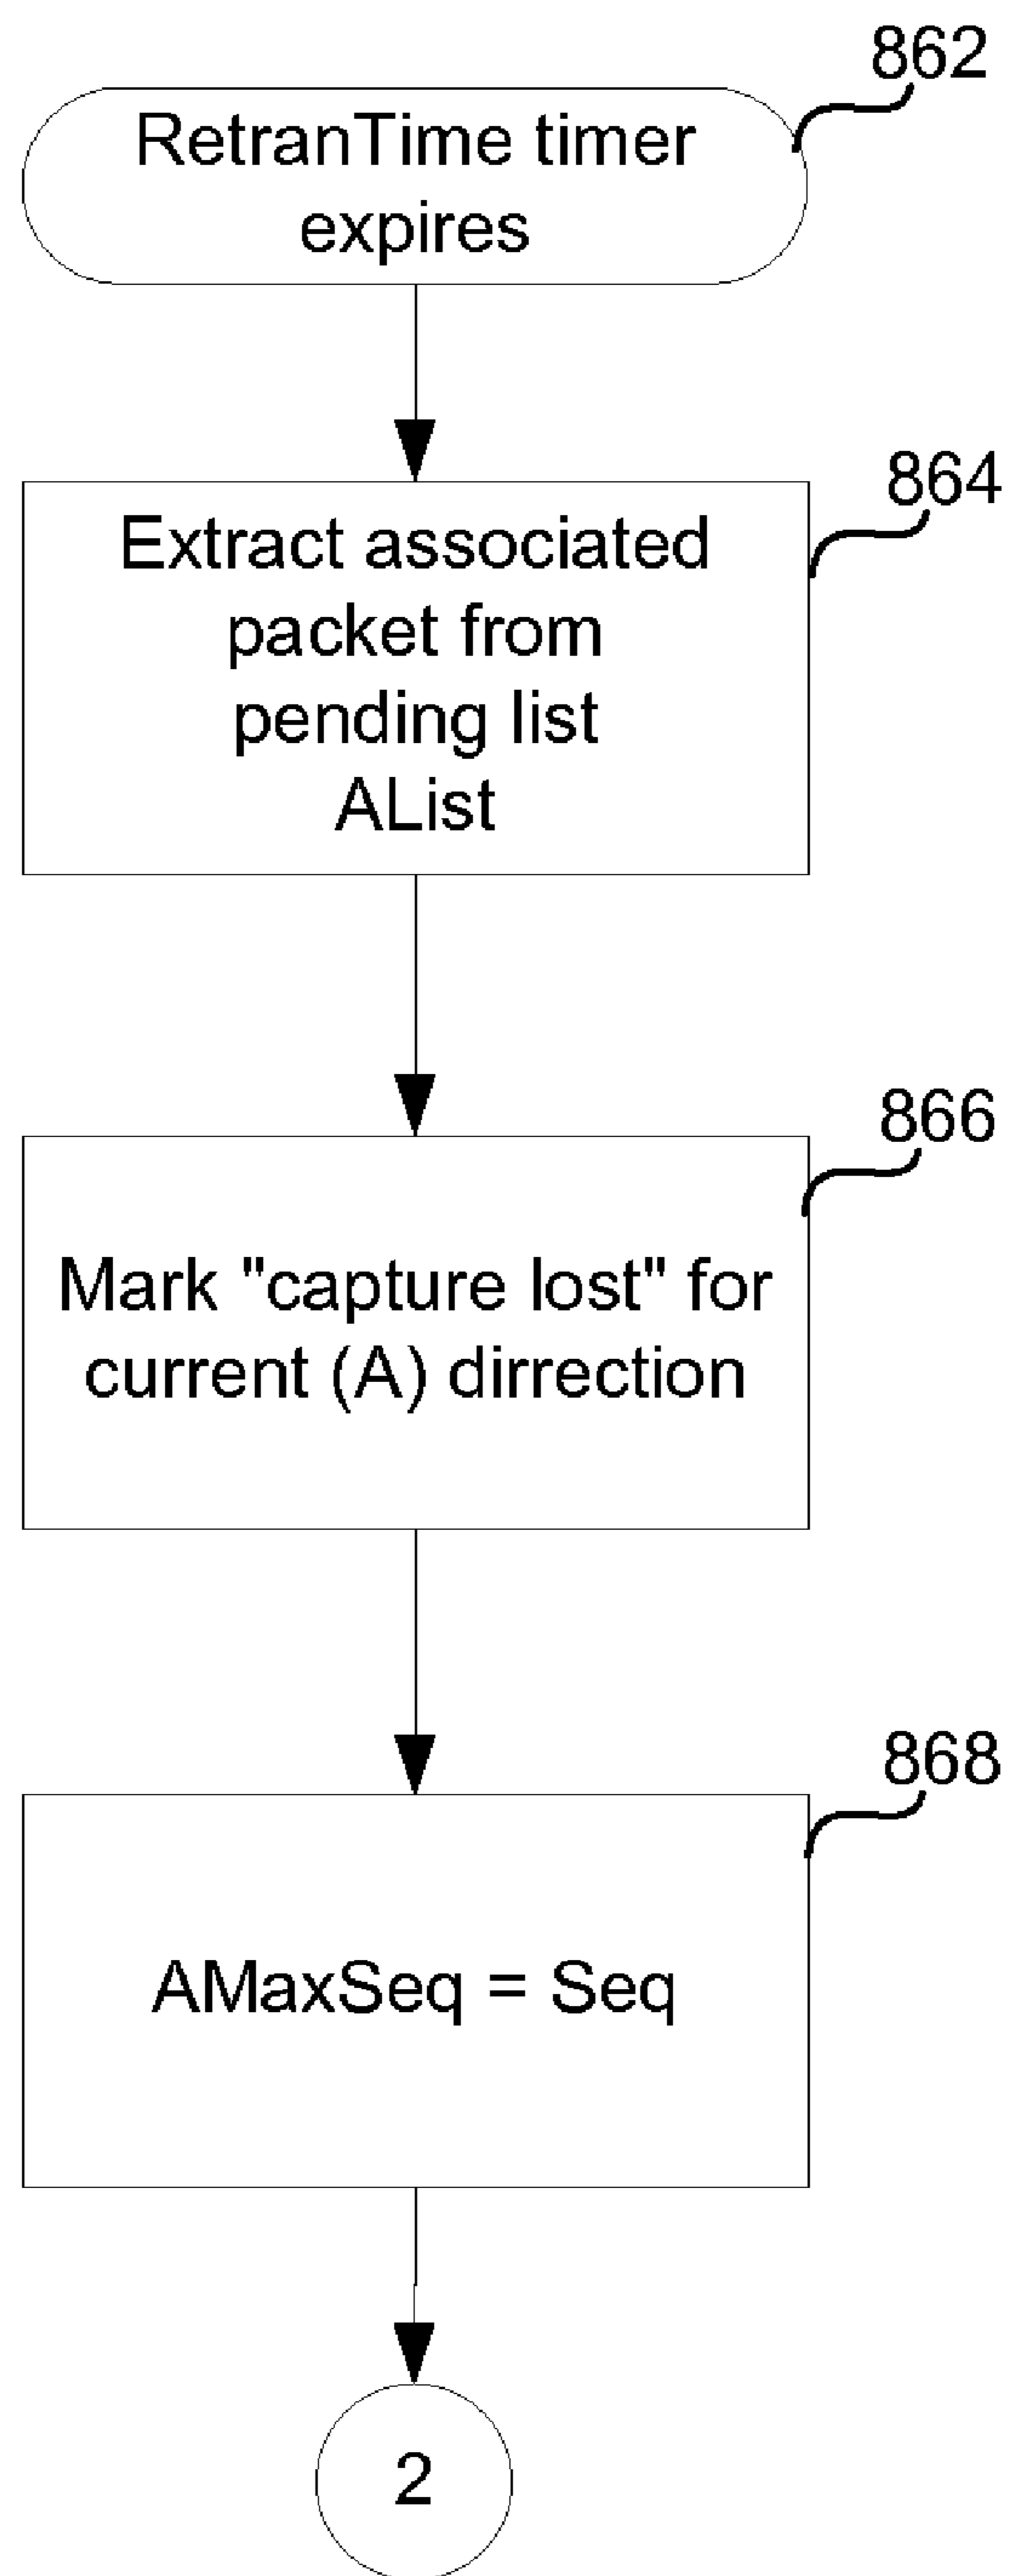 862
RetranTime timer
expires
864
Extract associated
packet from
pending list
AList
866
Mark "capture lost" for
current (A) dirrection
868
AMaxSeq = Seq
2